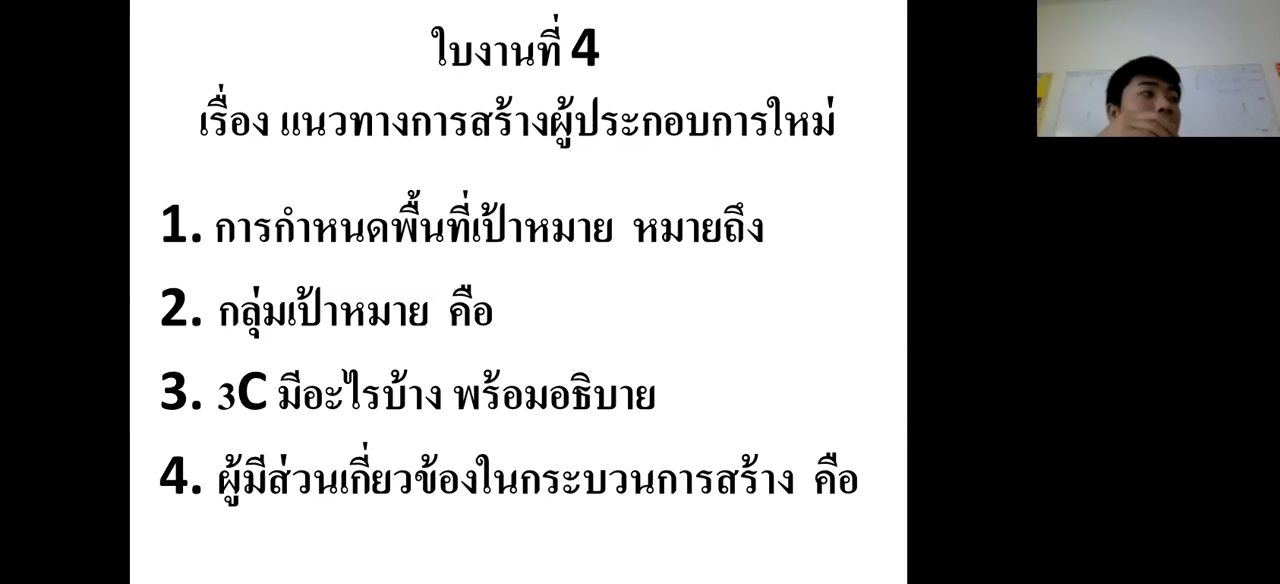 ใบงานที่ 4
เรื่อง แนวทางการสร้างผู้ประกอบการใหม่
1. การกำหนดพื้นที่เป้าหมาย หมายถึง
2. กลุ่มเป้าหมาย คือ
3. 3C มีอะไรบ้าง พร้อมอธิบาย
4. ผู้มีส่วนเกี่ยวข้องในกระบวนการสร้าง คือ